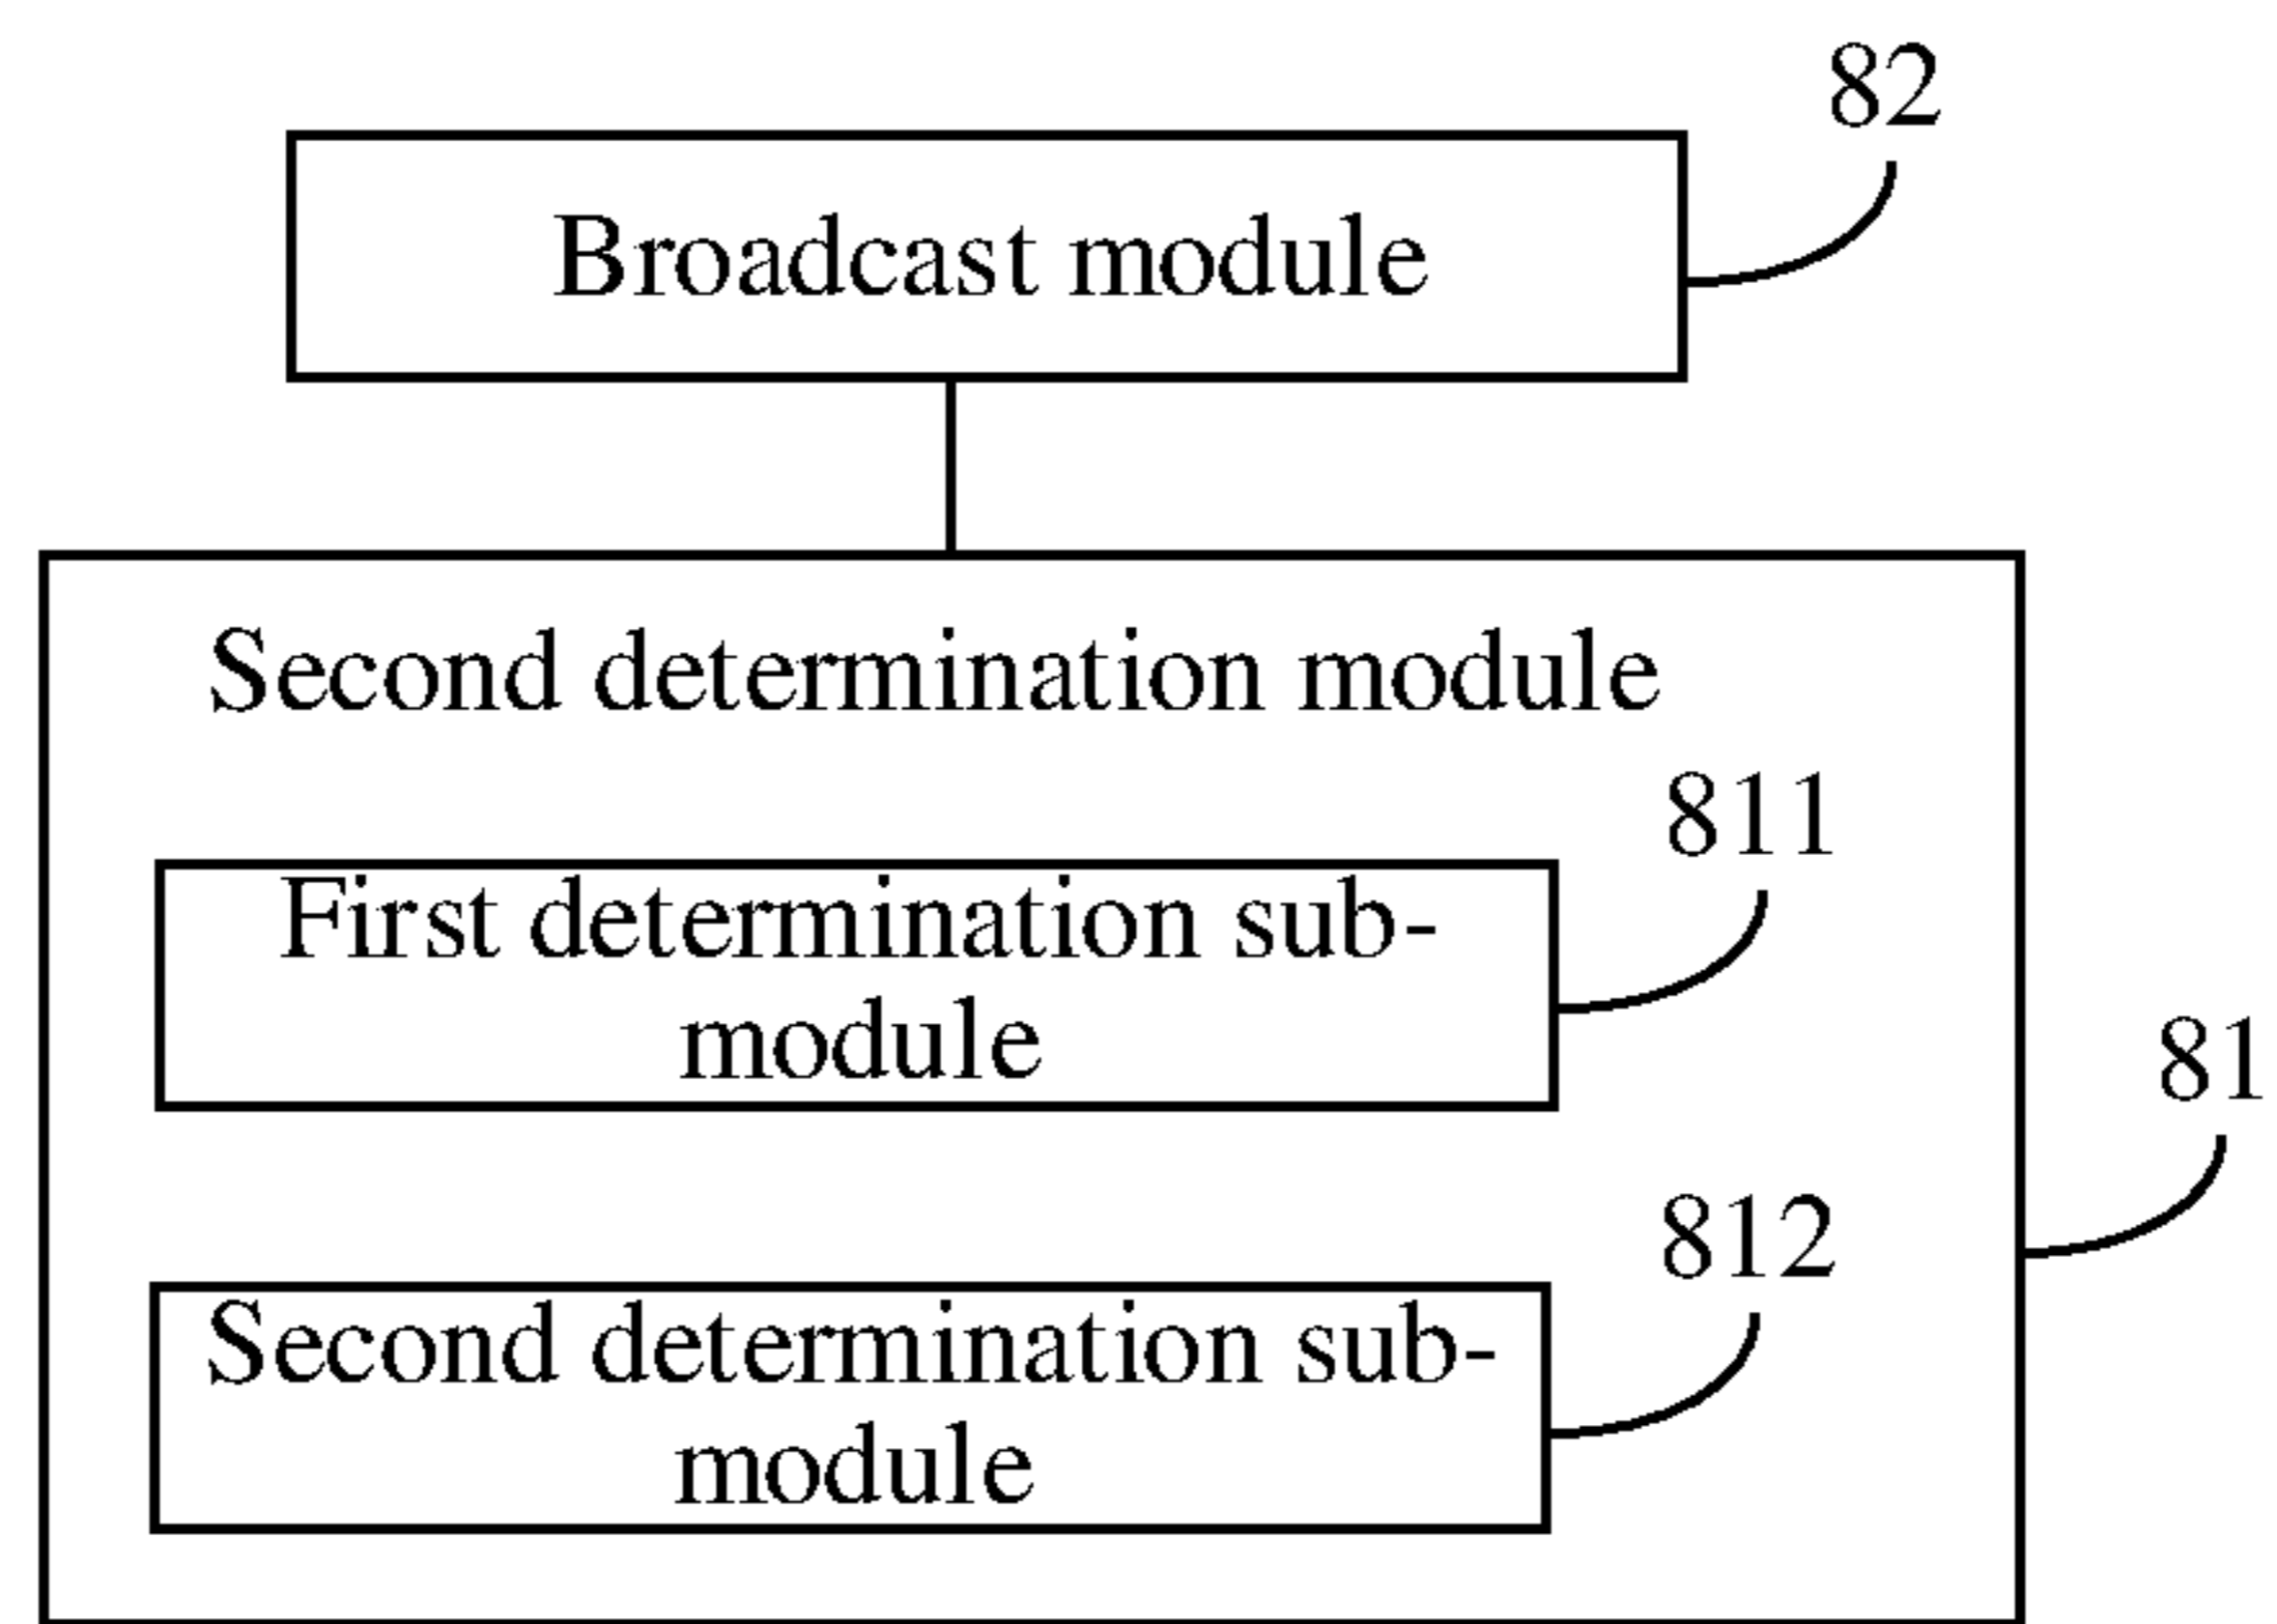 82
Broadcast module
Second determination module
811
First determination sub-
module
81
812
Second determination sub-
module